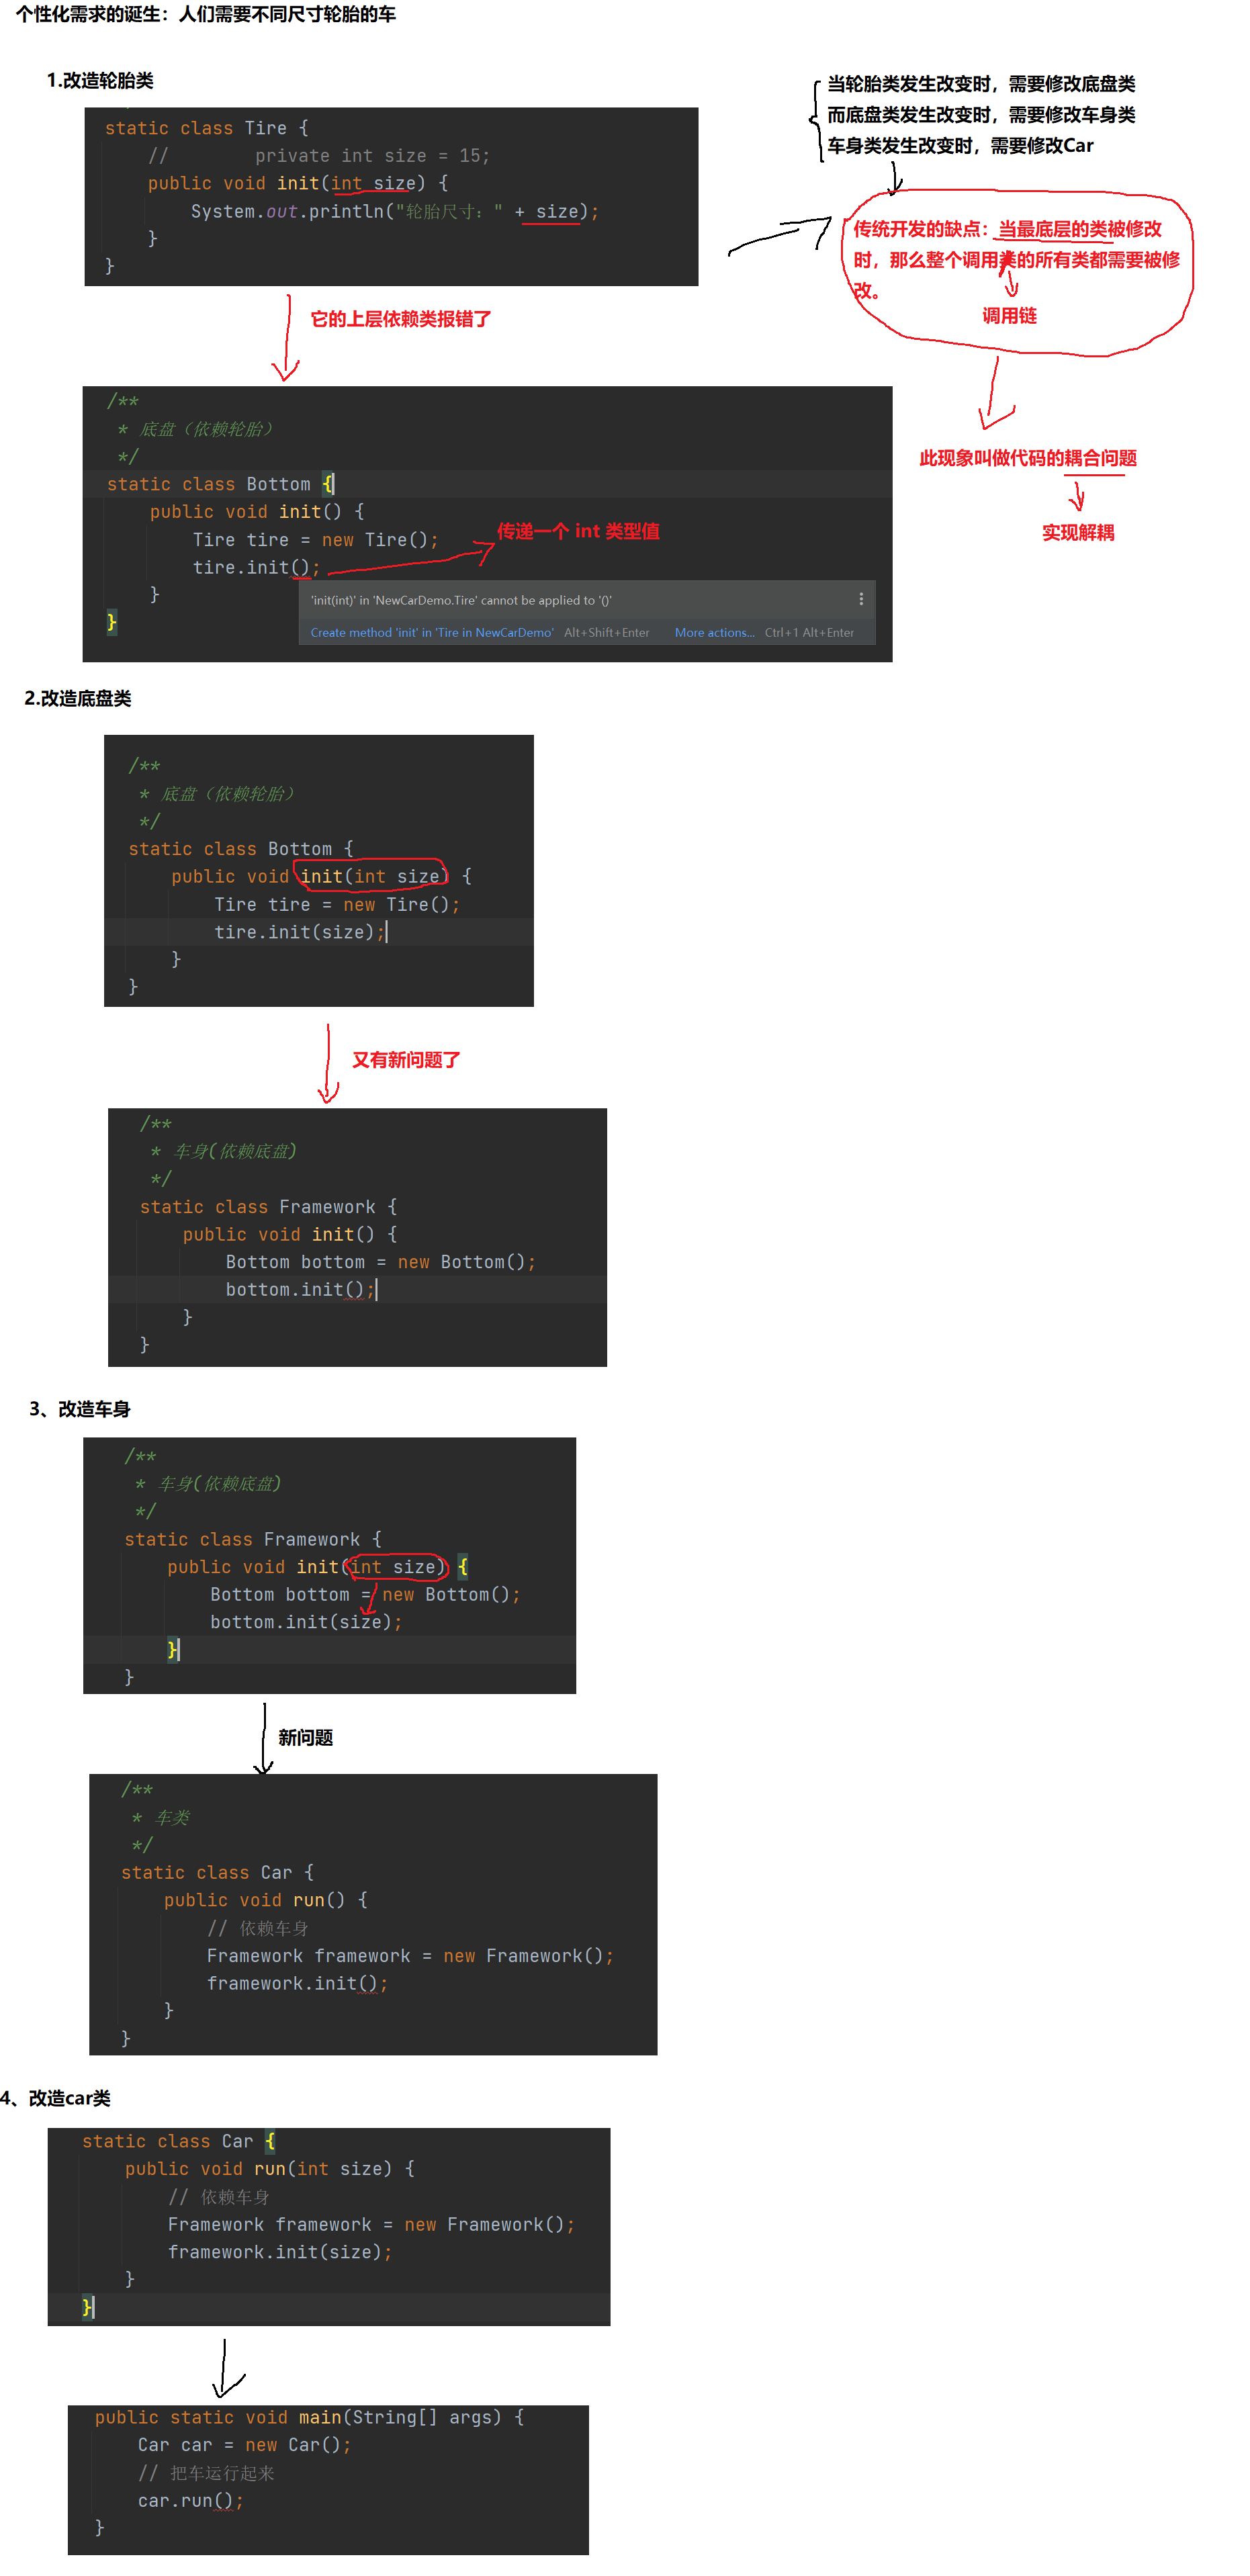 个性化需求的诞生：人们需要不同尺寸轮胎的车
1.改造轮胎类
static class Tire {
//        private int size = 15;
public void init(int size) {
System.out.println("轮胎尺寸：" + size);
}
}
当轮胎类发生改变时，需要修改底盘类
而底盘类发生改变时，需要修改车身类
车身类发生改变时，需要修改Car
传统开发的缺点：当最底层的类被修改
时，那么整个调用类的所有类都需要被修
改。
调用链
它的上层依赖类报错了
此现象叫做代码的耦合问题
实现解耦
/**
* 底盘（依赖轮胎）
*/
static class Bottom {
public void init() {
Tire tire = new Tire();
tire.init();
}
}
传递一个 int 类型值
'init(int)' in 'NewCarDemo.Tire' cannot be applied to '()'
Create method 'init' in 'Tire in NewCarDemo' Alt+Shift+Enter More actions... Ctrl+1 Alt+Enter
2.改造底盘类
/**
* 底盘（依赖轮胎）
*/
static class Bottom {
public void init(int size) {
Tire tire = new Tire();
tire.init(size);
}
}
又有新问题了
/**
* 车身(依赖底盘)
*/
static class Framework {
public void init() {
Bottom bottom = new Bottom();
bottom.init();
}
}
3、改造车身
/**
* 车身(依赖底盘)
*/
static class Framework {
public void init(int size) {
Bottom bottom = new Bottom();
bottom.init(size);
}
}
新问题
/**
* 车类
*/
static class Car {
public void run() {
// 依赖车身
Framework framework = new Framework();
framework.init();
}
}
4、改造car类
static class Car {
public void run(int size) {
// 依赖车身
Framework framework = new Framework();
framework.init(size);
}
}
public static void main(String[] args) {
Car car = new Car();
// 把车运行起来
car.run();
}